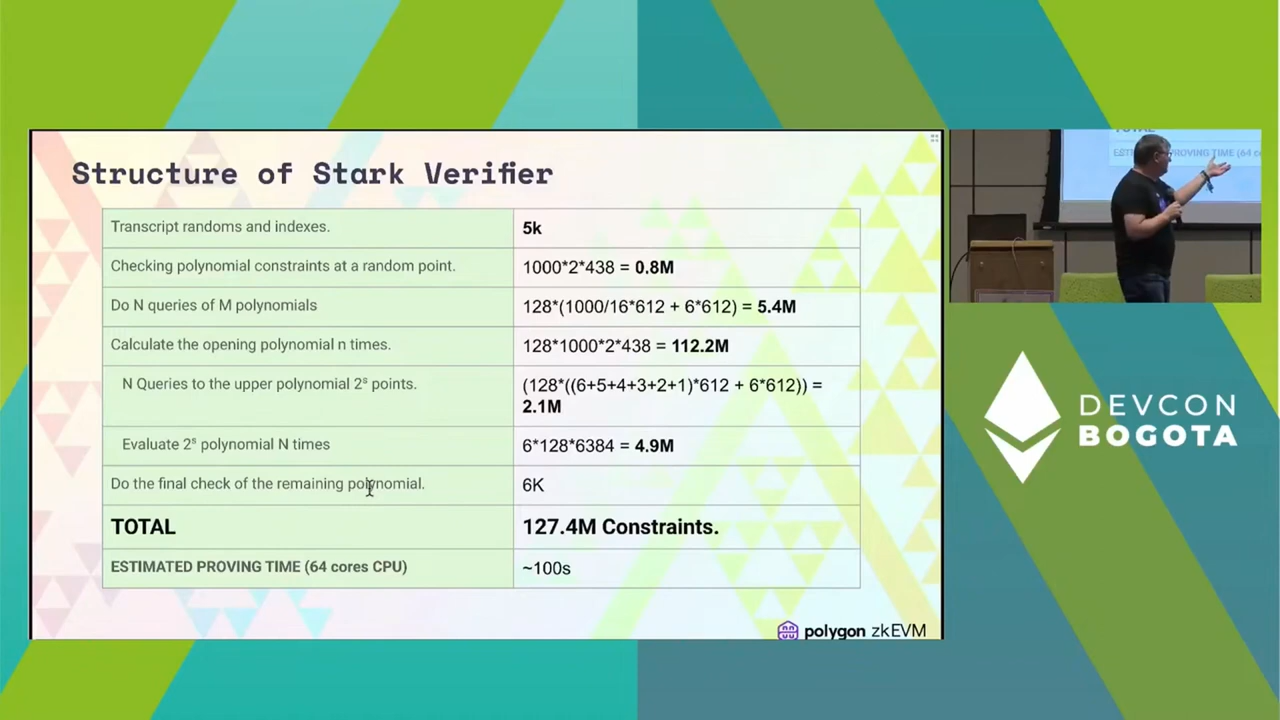 Structure of Stark Verifier
Transcript randoms and indexes.
5k
Checking polynomial constraints at a random point.
1000*2*438 = 0.8M
Do N queries of M polynomials
128*(1000/16*612 + 6*612) = 5.4M
Calculate the opening polynomial n times.
128*1000*2*438 = 112.2M
N Queries to the upper polynomial 2ˢ points.
(128*((6+5+4+3+2+1)*612 + 6*612)) =
2.1M
Evaluate 2ˢ polynomial N times
6*128*6384 = 4.9M
Do the final check of the remaining polynomial.
6K
TOTAL
127.4M Constraints.
ESTIMATED PROVING TIME (64 cores CPU)
~100s
polygon zkEVM
PROVING TIME (64
DEVCON
BOGOTA